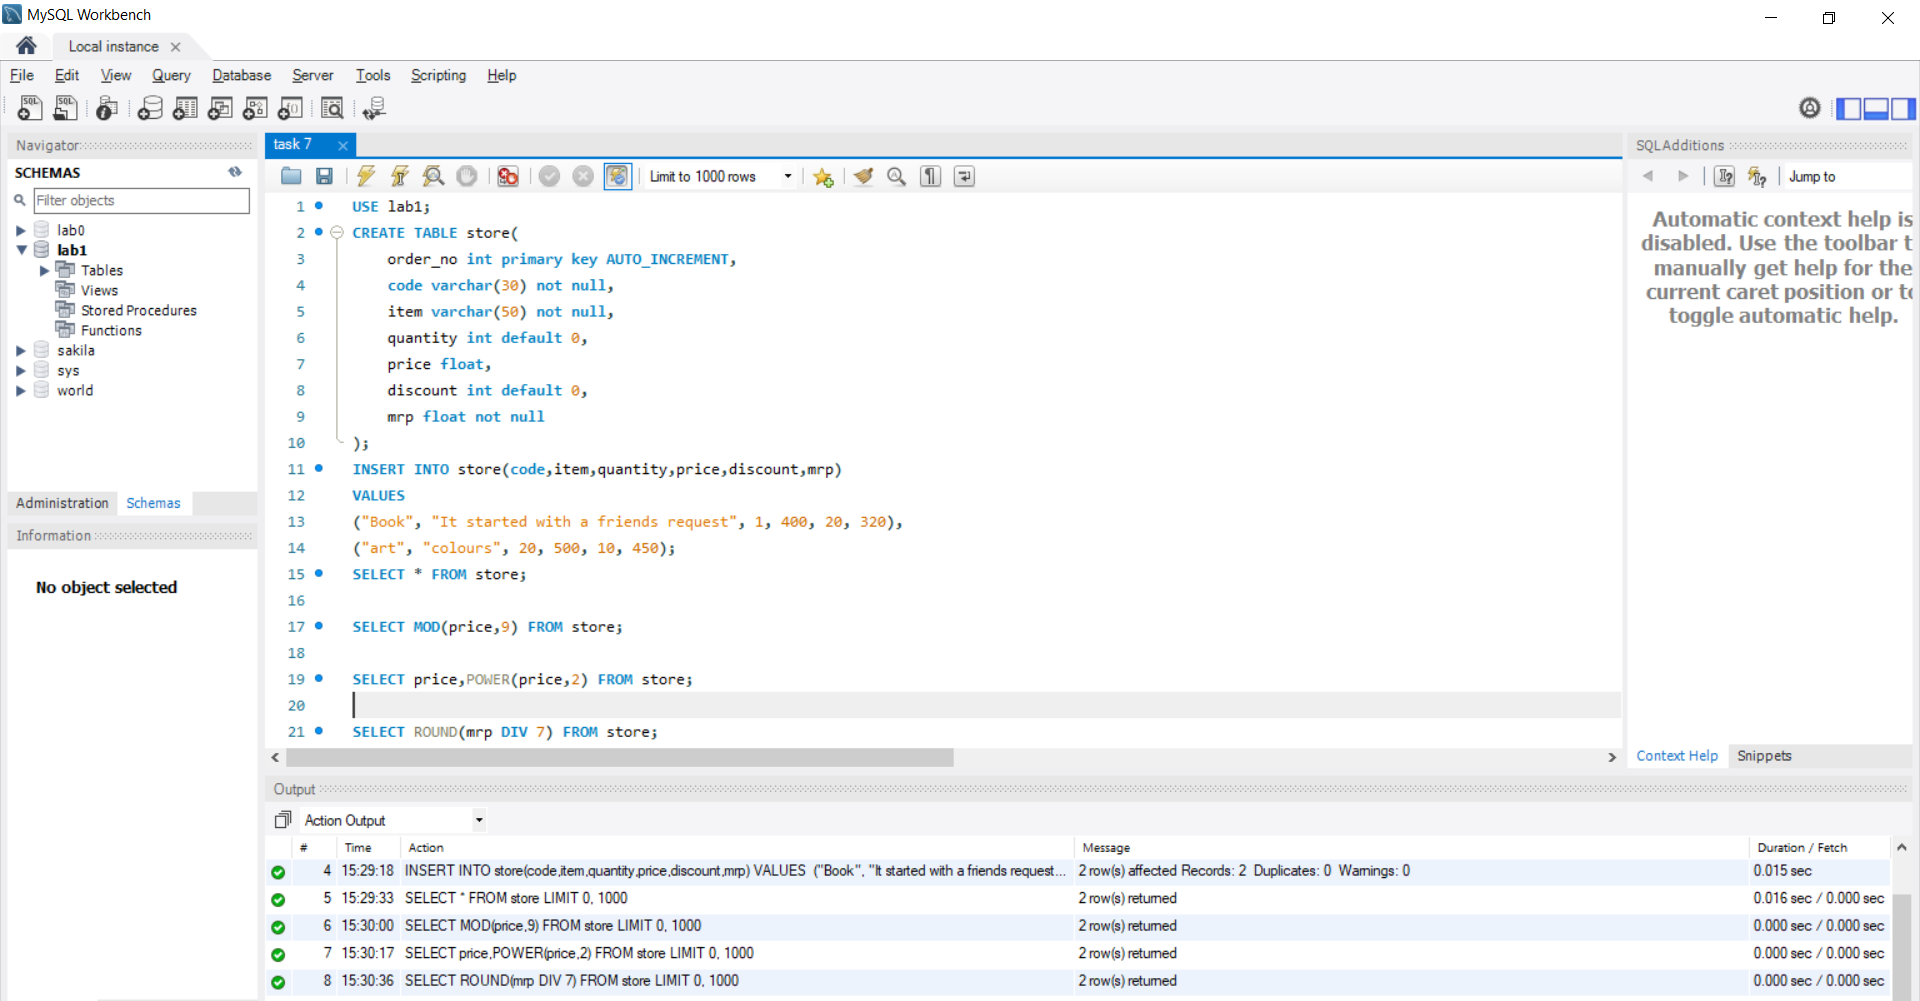 MySQL Workbench
Local instance
File Edit View Query Database Server Tools Scripting Help
Navigator
SCHEMAS
Filter objects
lab0
lab1
Tables
Views
Stored Procedures
Functions
sakila
sys
world
Administration Schemas
Information
No object selected
task 7
Limit to 1000 rows
1 USE lab1;
2 CREATE TABLE store(
3 order_no int primary key AUTO_INCREMENT,
4 code varchar(30) not null,
5 item varchar(50) not null,
6 quantity int default 0,
7 price float,
8 discount int default 0,
9 mrp float not null
10 );
11 INSERT INTO store(code,item,quantity,price,discount,mrp)
12 VALUES
13 ("Book", "It started with a friends request", 1, 400, 20, 320),
14 ("art", "colours", 20, 500, 10, 450);
15 SELECT * FROM store;
16
17 SELECT MOD(price,9) FROM store;
18
19 SELECT price,POWER(price,2) FROM store;
20
21 SELECT ROUND(mrp DIV 7) FROM store;
SQLAdditions
Jump to
Automatic context help is
disabled. Use the toolbar t
manually get help for the
current caret position or to
toggle automatic help.
Context Help Snippets
Output
Action Output
# Time Action Message Duration / Fetch
4 15:29:18 INSERT INTO store(code,item,quantity,price,discount,mrp) VALUES ("Book", "It started with a friends request... 2 row(s) affected Records: 2 Duplicates: 0 Warnings: 0 0.015 sec
5 15:29:33 SELECT * FROM store LIMIT 0, 1000 2 row(s) returned 0.016 sec / 0.000 sec
6 15:30:00 SELECT MOD(price,9) FROM store LIMIT 0, 1000 2 row(s) returned 0.000 sec / 0.000 sec
7 15:30:17 SELECT price,POWER(price,2) FROM store LIMIT 0, 1000 2 row(s) returned 0.000 sec / 0.000 sec
8 15:30:36 SELECT ROUND(mrp DIV 7) FROM store LIMIT 0, 1000 2 row(s) returned 0.000 sec / 0.000 sec